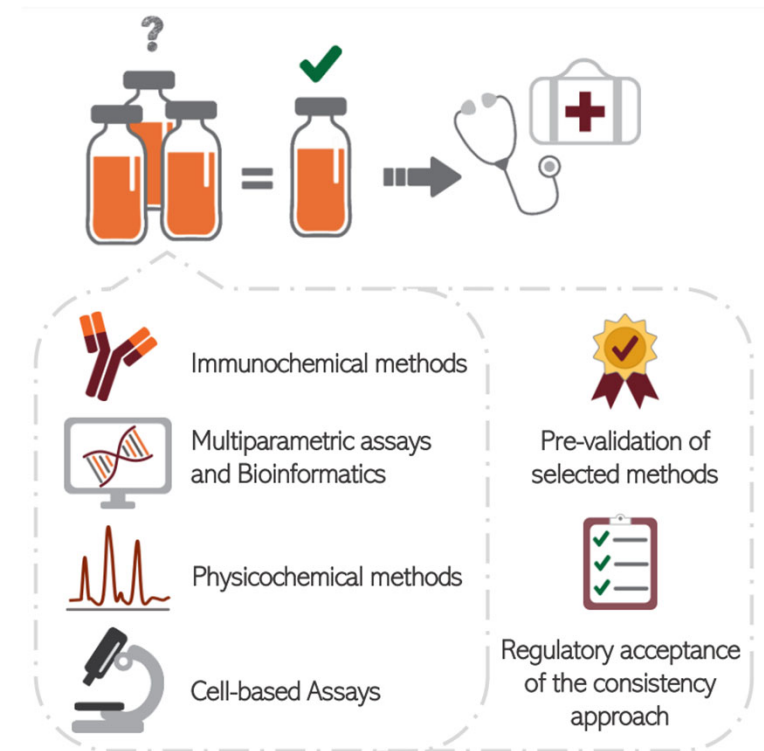 ?
=
Immunochemical methods
Multiparametric assays
and Bioinformatics
Physicochemical methods
Cell-based Assays
Pre-validation of
selected methods
Regulatory acceptance
of the consistency
approach